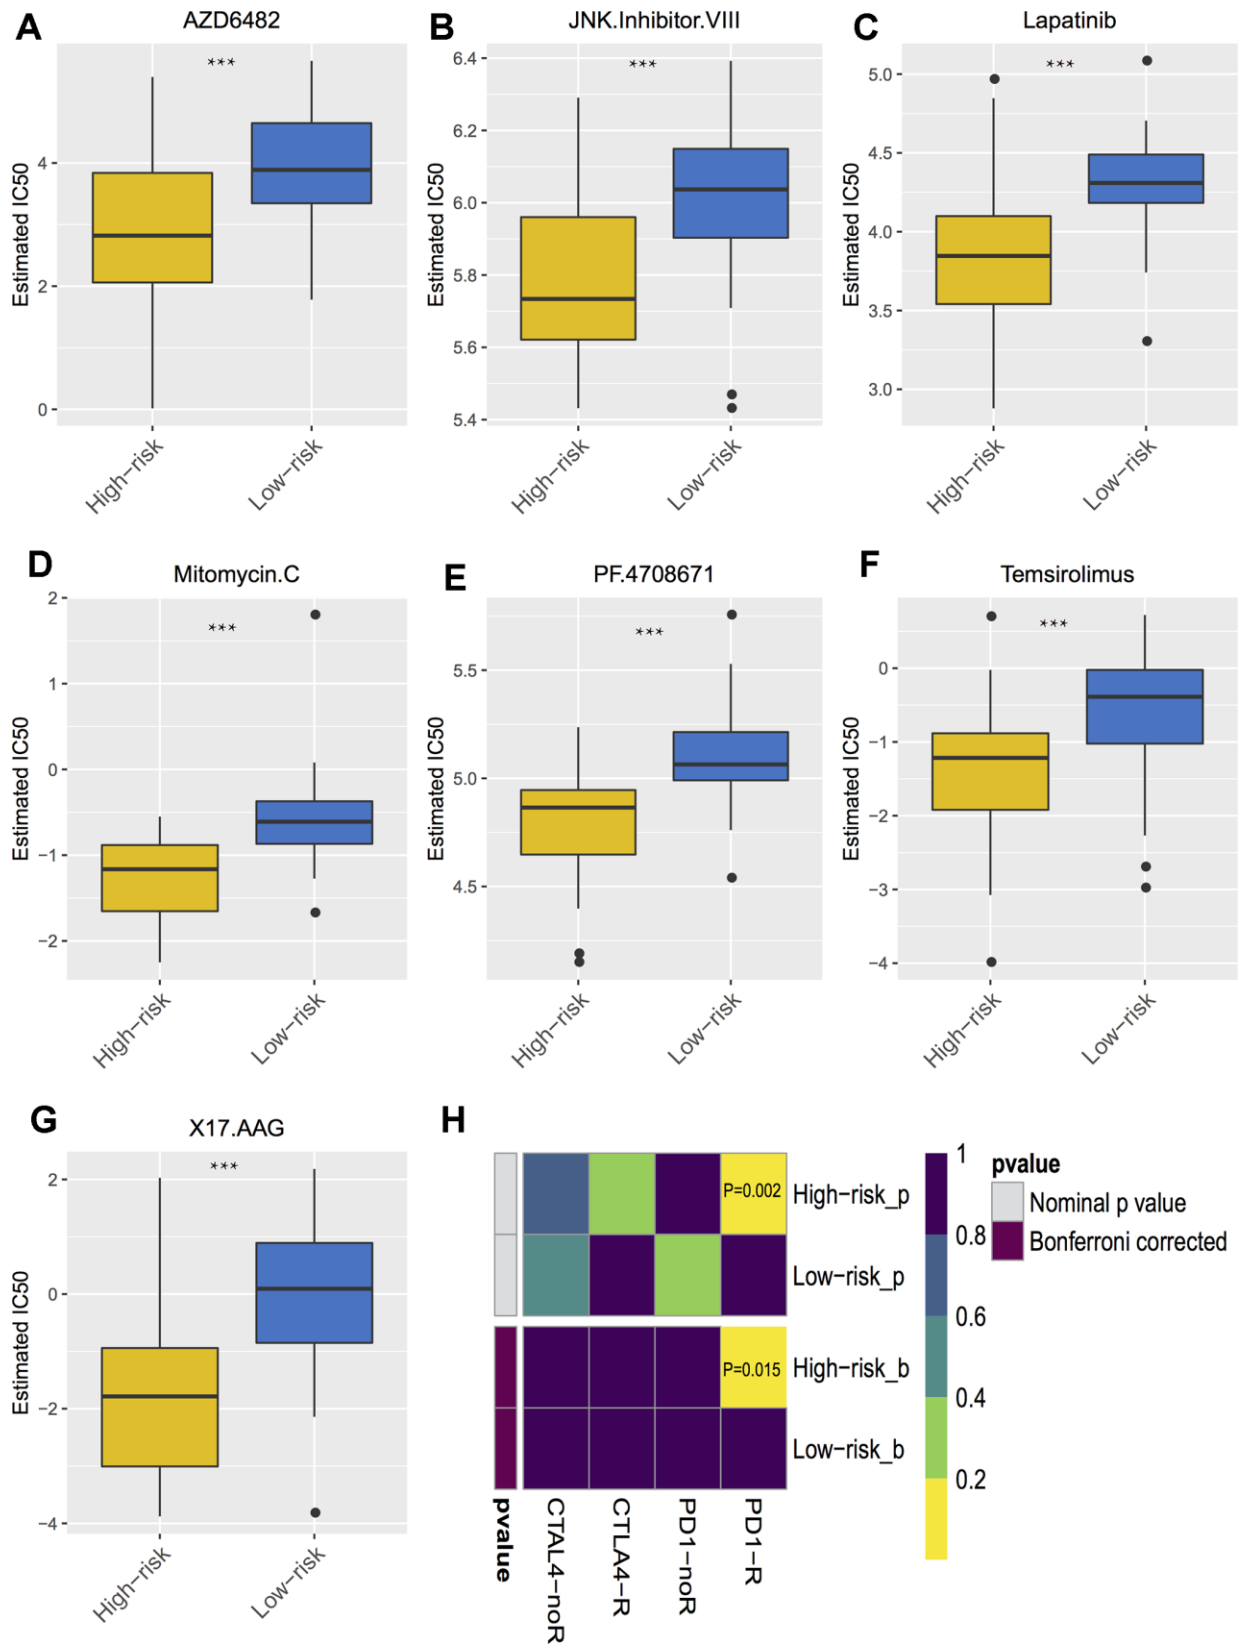 A
AZD6482
***
Estimated IC50
4
2
0
High-risk
Low-risk
B
JNK.Inhibitor.VIII
***
Estimated IC50
6.4
6.2
6.0
5.8
5.6
5.4
High-risk
Low-risk
C
Lapatinib
***
Estimated IC50
5.0
4.5
4.0
3.5
3.0
High-risk
Low-risk
D
Mitomycin.C
***
Estimated IC50
2
1
0
−1
−2
High-risk
Low-risk
E
PF.4708671
***
Estimated IC50
5.5
5.0
4.5
High-risk
Low-risk
F
Temsirolimus
***
Estimated IC50
0
−1
−2
−3
−4
High-risk
Low-risk
G
X17.AAG
***
Estimated IC50
2
0
−2
−4
High-risk
Low-risk
H
P=0.002
High-risk_p
Low-risk_p
P=0.015
High-risk_b
Low-risk_b
pvalue
CTAL4-noR
CTLA4-R
PD1-noR
PD1-R
1
0.8
0.6
0.4
0.2
pvalue
Nominal p value
Bonferroni corrected